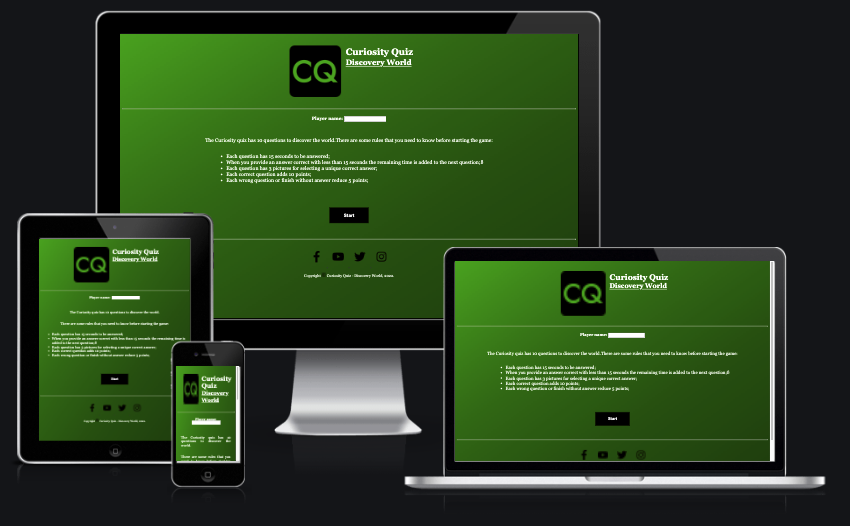 CQ
Curiosity Quiz
Discovery World
Player name:
The Curiosity quiz has 10 questions to discover the world.There are some rules that you need to know before starting the game:
Each question has 15 seconds to be answered;
When you provide an answer correct with less than 15 seconds the remaining time is added to the next question;8
Each question has 3 pictures for selecting a unique correct answer;
Each correct question adds 10 points;
Each wrong question or finish without answer reduce 5 points;
Start
Copyright Curiosity Quiz - Discovery World, 2022.
CQ
Curiosity Quiz
Discovery World
Player name:
The Curiosity quiz has 10 questions to discover the world.
There are some rules that you need to know before starting the game:
Each question has 15 seconds to be answered;
When you provide an answer correct with less than 15 seconds the remaining time is
added to the next question;8
Each question has 3 pictures for selecting a unique correct answer;
Each correct question adds 10 points;
Each wrong question or finish without answer reduce 5 points;
Start
Copyright Curiosity Quiz - Discovery World, 2022.
CQ
Curiosity
Quiz
Discovery
World
Player name:
The Curiosity quiz has 10
questions to discover the
world.
There are some rules that you
CQ
Curiosity Quiz
Discovery World
Player name:
The Curiosity quiz has 10 questions to discover the world.There are some rules that you need to know before starting the game:
Each question has 15 seconds to be answered;
When you provide an answer correct with less than 15 seconds the remaining time is added to the next question;8
Each question has 3 pictures for selecting a unique correct answer;
Each correct question adds 10 points;
Each wrong question or finish without answer reduce 5 points;
Start